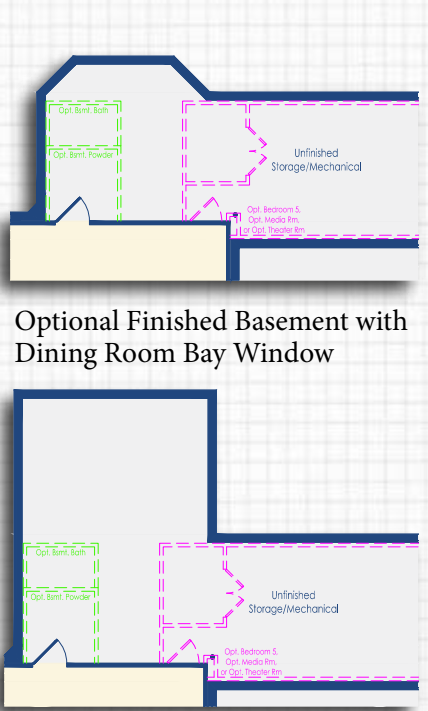 Opt. Bsmt. Bath
Opt. Bsmt. Powder
Unfinished
Storage/Mechanical
Opt. Bedroom 5,
Opt. Media Rm.
or Opt. Theater Rm
Optional Finished Basement with
Dining Room Bay Window
Opt. Bsmt. Bath
Opt. Bsmt. Powder
Unfinished
Storage/Mechanical
Opt. Bedroom 5,
Opt. Media Rm.
or Opt. Theater Rm